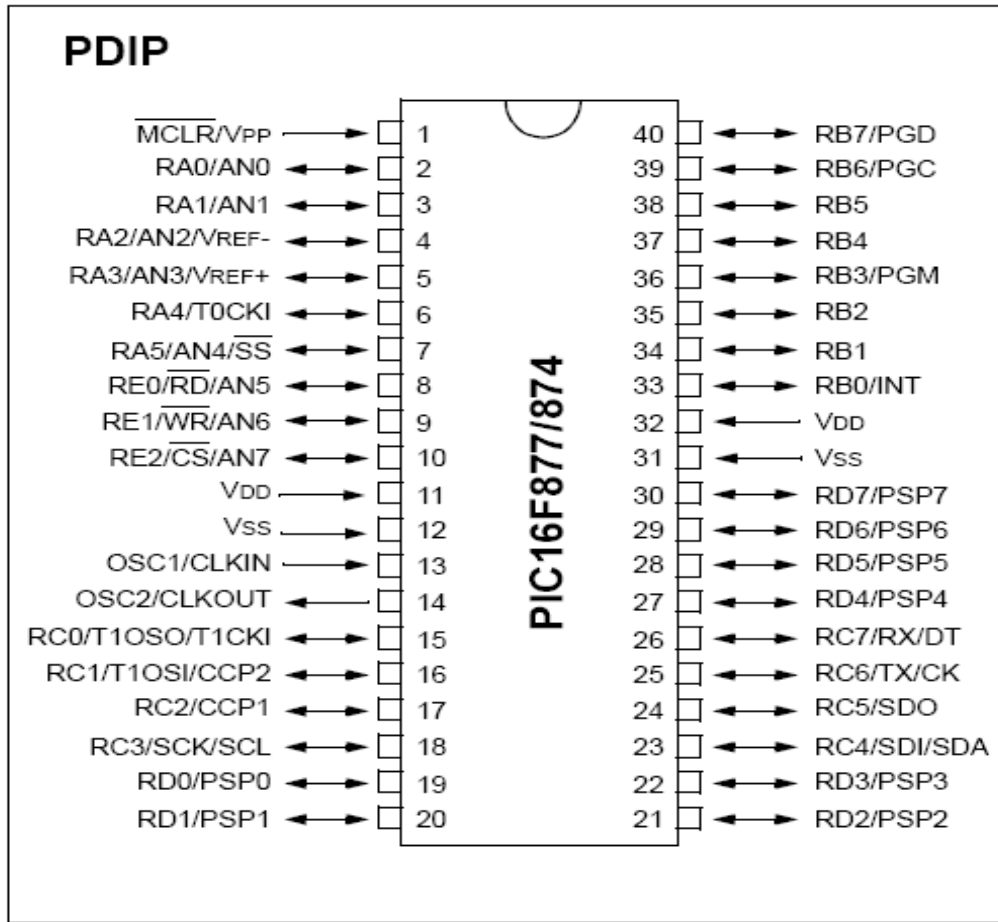 PDIP
MCLR/VPP 1 40 RB7/PGD
RA0/AN0 2 39 RB6/PGC
RA1/AN1 3 38 RB5
RA2/AN2/VREF- 4 37 RB4
RA3/AN3/VREF+ 5 36 RB3/PGM
RA4/T0CKI 6 35 RB2
RA5/AN4/SS 7 34 RB1
RE0/RD/AN5 8 33 RB0/INT
RE1/WR/AN6 9 32 VDD
RE2/CS/AN7 10 31 VSS
VDD 11 30 RD7/PSP7
VSS 12 29 RD6/PSP6
OSC1/CLKIN 13 28 RD5/PSP5
OSC2/CLKOUT 14 27 RD4/PSP4
RC0/T1OSO/T1CKI 15 26 RC7/RX/DT
RC1/T1OSI/CCP2 16 25 RC6/TX/CK
RC2/CCP1 17 24 RC5/SDO
RC3/SCK/SCL 18 23 RC4/SDI/SDA
RD0/PSP0 19 22 RD3/PSP3
RD1/PSP1 20 21 RD2/PSP2
PIC16F877/874